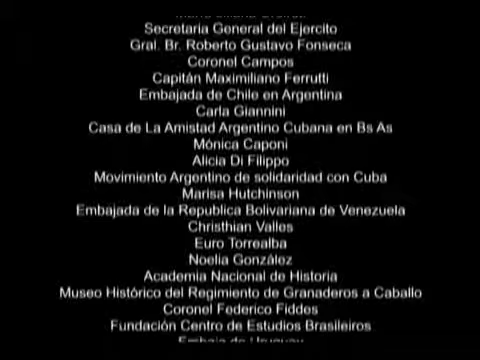 Secretaria General del Ejercito
Gral. Br. Roberto Gustavo Fonseca
Coronel Campos
Capitán Maximiliano Ferrutti
Embajada de Chile en Argentina
Carla Giannini
Casa de La Amistad Argentino Cubana en Bs As
Mónica Caponi
Alicia Di Filippo
Movimiento Argentino de solidaridad con Cuba
Marisa Hutchinson
Embajada de la Republica Bolivariana de Venezuela
Christhian Valles
Euro Torrealba
Noelia González
Academia Nacional de Historia
Museo Histórico del Regimiento de Granaderos a Caballo
Coronel Federico Fiddes
Fundación Centro de Estudios Brasileiros